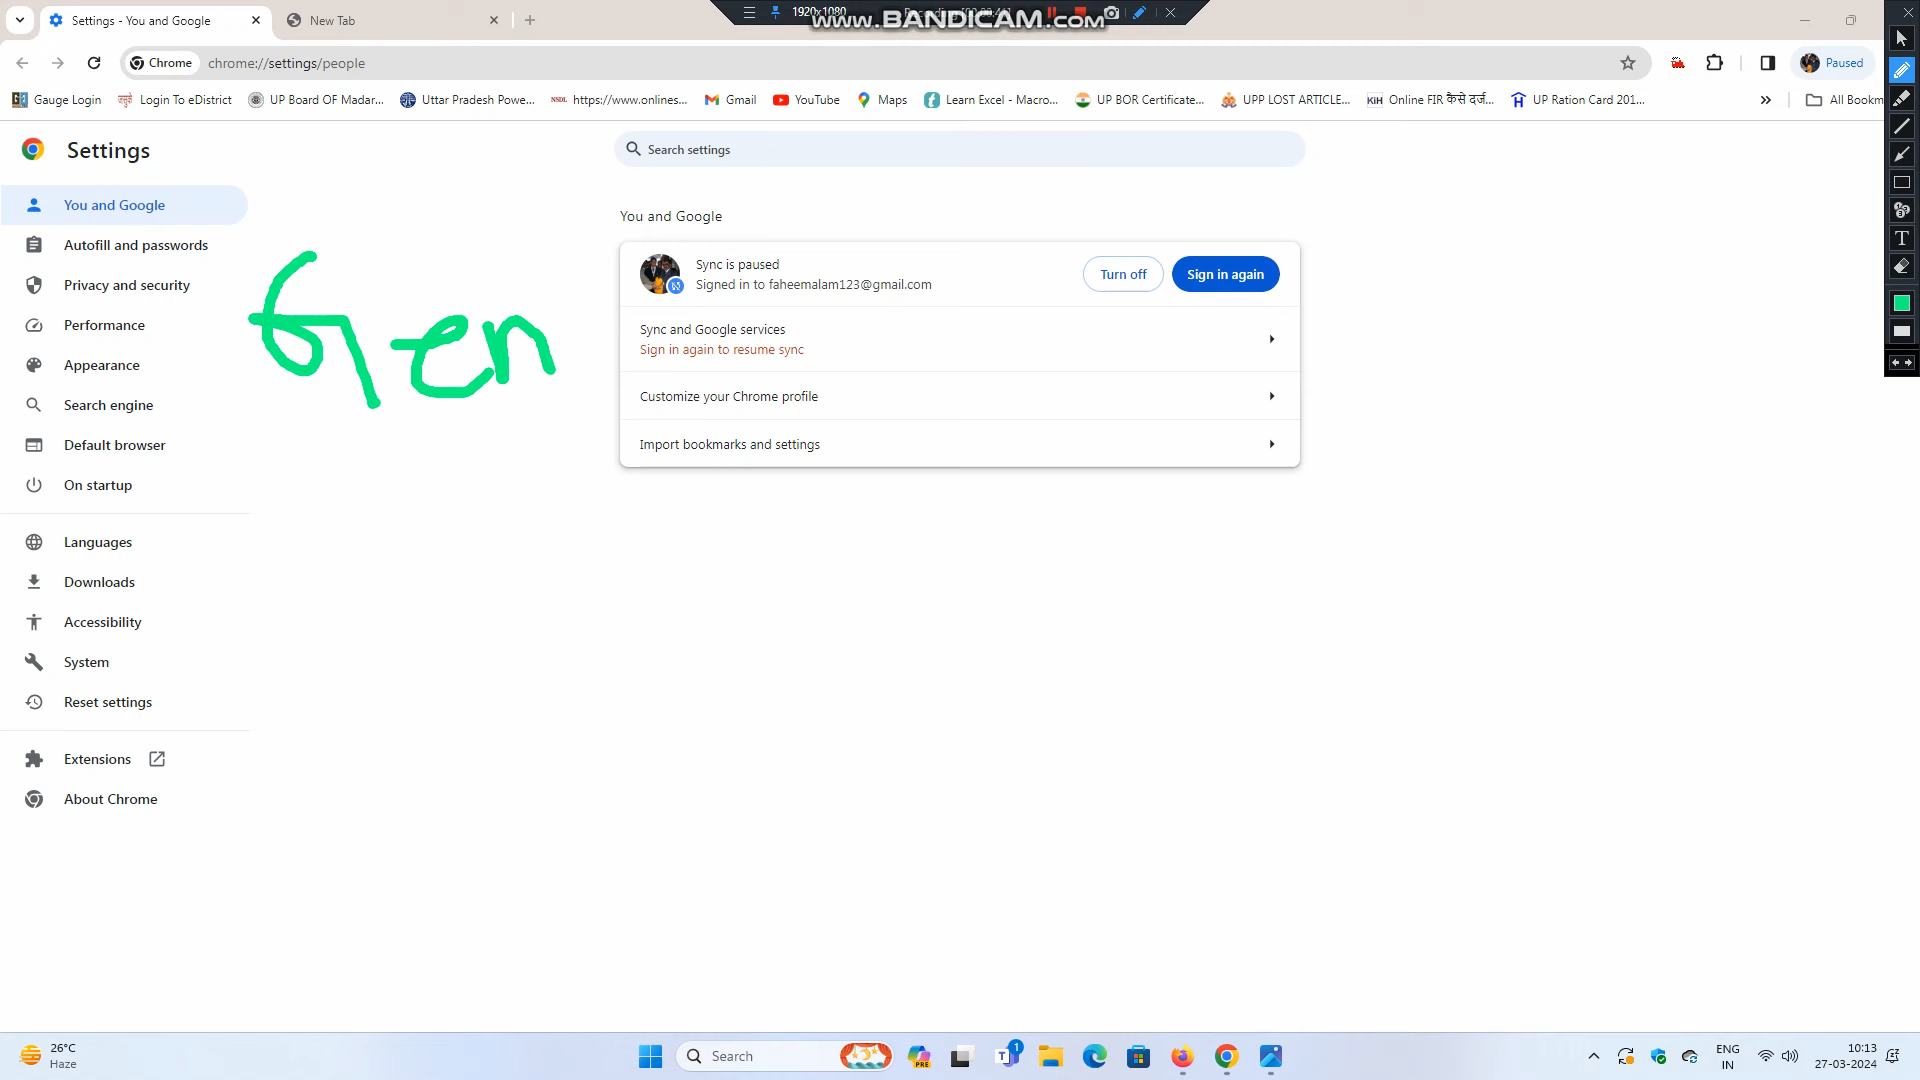 Settings - You and Google
New Tab
1920x1080
www.BANDICAM.com
Chrome
chrome://settings/people
Paused
Gauge Login
Login To eDistrict
UP Board OF Madar...
Uttar Pradesh Powe...
NSDL
https://www.onlines...
Gmail
YouTube
Maps
Learn Excel - Macro...
UP BOR Certificate...
UPP LOST ARTICLE...
KiH
Online FIR कैसे दर्ज...
UP Ration Card 201...
All Bookm
Settings
Search settings
You and Google
Autofill and passwords
Privacy and security
Performance
Appearance
Search engine
Default browser
On startup
Languages
Downloads
Accessibility
System
Reset settings
Extensions
About Chrome
Gen
You and Google
Sync is paused
Signed in to faheemalam123@gmail.com
Turn off
Sign in again
Sync and Google services
Sign in again to resume sync
Customize your Chrome profile
Import bookmarks and settings
T
26°C
Haze
Search
PRE
1
ENG
IN
10:13
27-03-2024